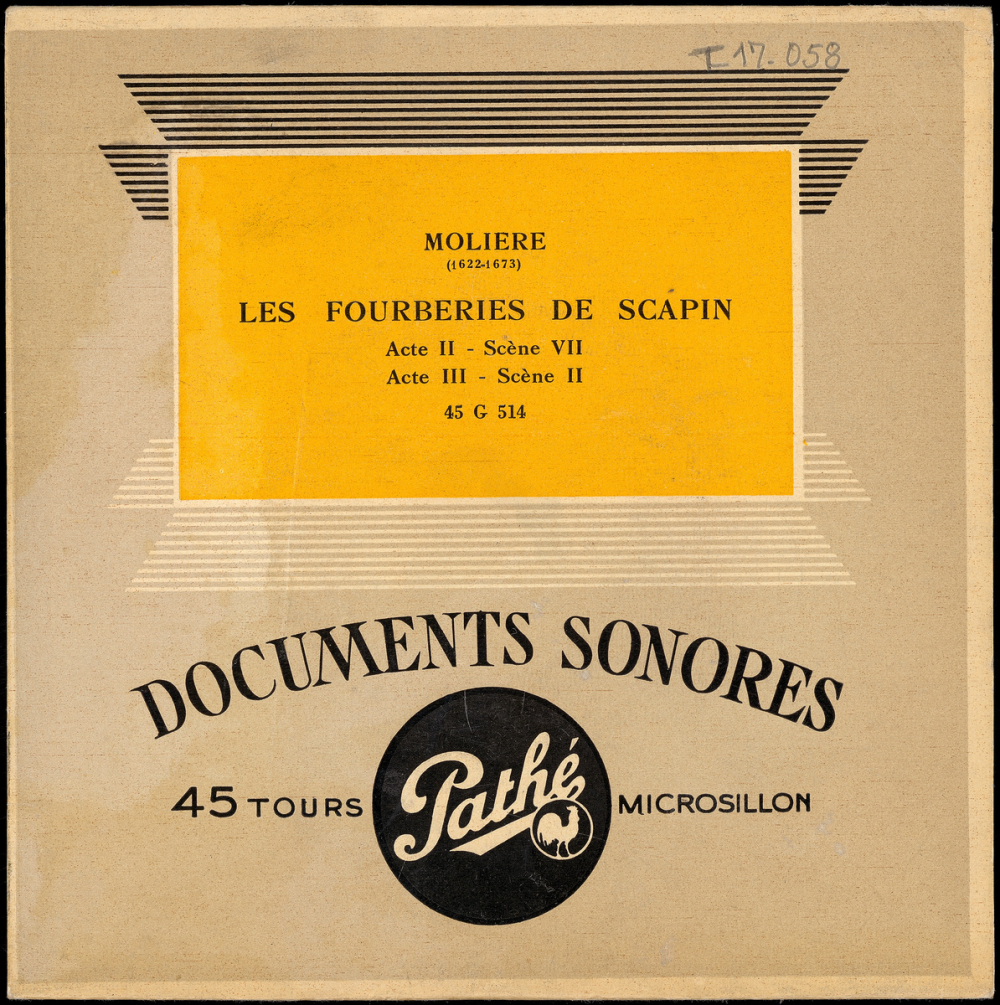 I 17. 058
MOLIERE
(1622-1673)
LES FOURBERIES DE SCAPIN
Acte II - Scène VII
Acte III - Scène II
45 G 514
DOCUMENTS SONORES
45 TOURS Pathé MICROSILLON